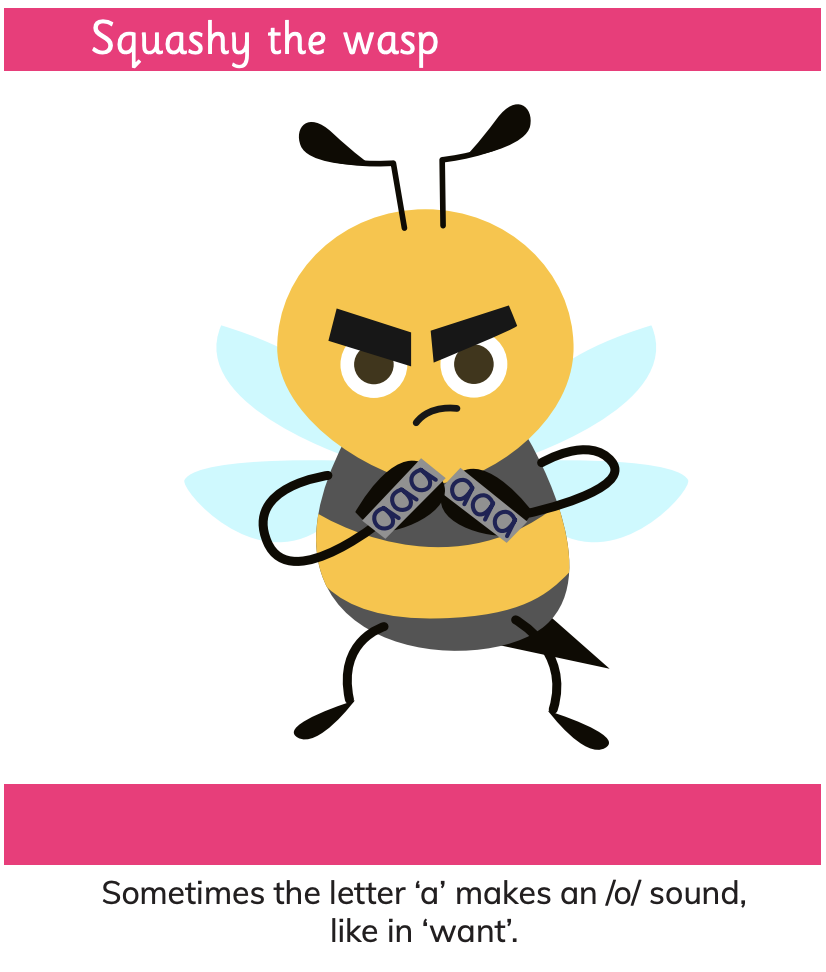 Squashy the wasp
aaa aaa
Sometimes the letter ‘a’ makes an /o/ sound,
like in ‘want’.